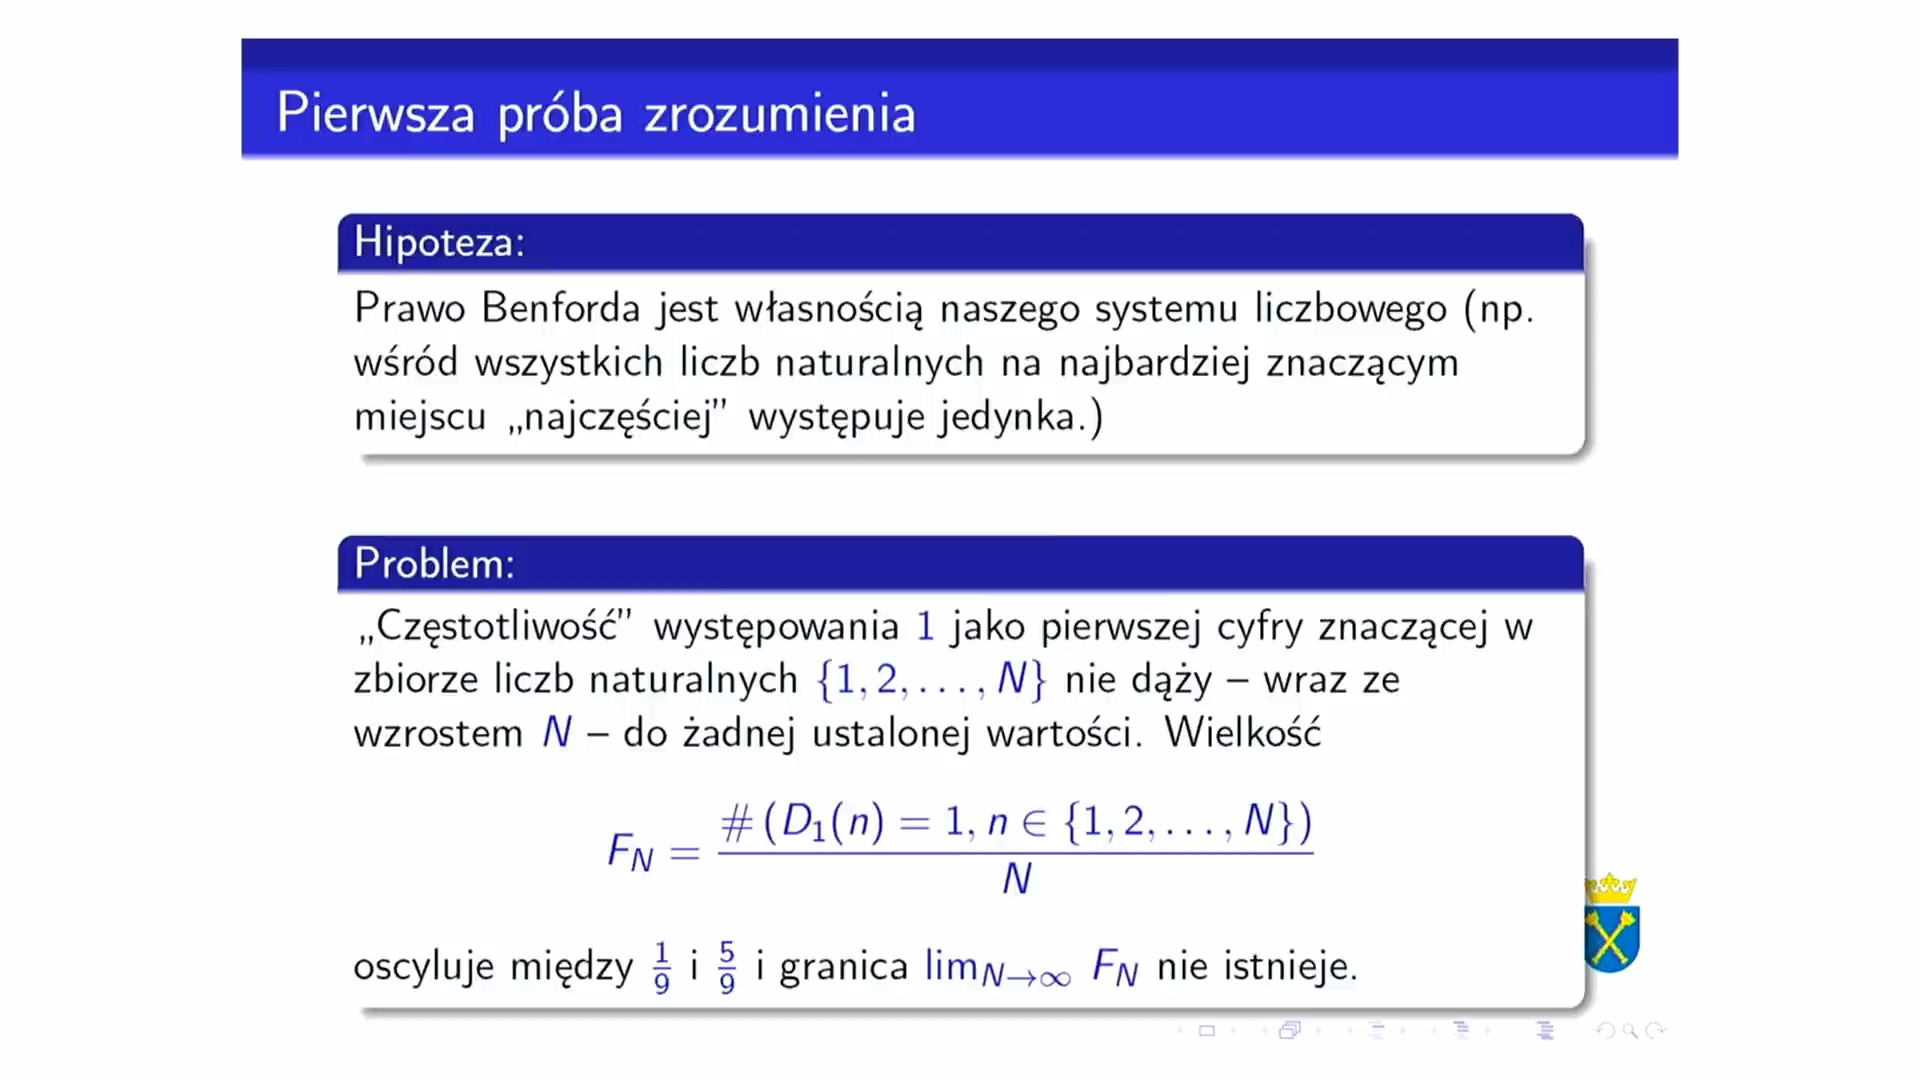 Pierwsza próba zrozumienia
Hipoteza:
Prawo Benforda jest własnością naszego systemu liczbowego (np.
wśród wszystkich liczb naturalnych na najbardziej znaczącym
miejscu „najczęściej” występuje jedynka.)
Problem:
„Częstotliwość” występowania 1 jako pierwszej cyfry znaczącej w
zbiorze liczb naturalnych {1, 2, . . . , N} nie dąży – wraz ze
wzrostem N – do żadnej ustalonej wartości. Wielkość
F_N = \frac{\# (D_1(n) = 1, n ∈ {1, 2, . . . , N})}{N}
oscyluje między \frac{1}{9} i \frac{5}{9} i granica lim_{N→∞} F_N nie istnieje.